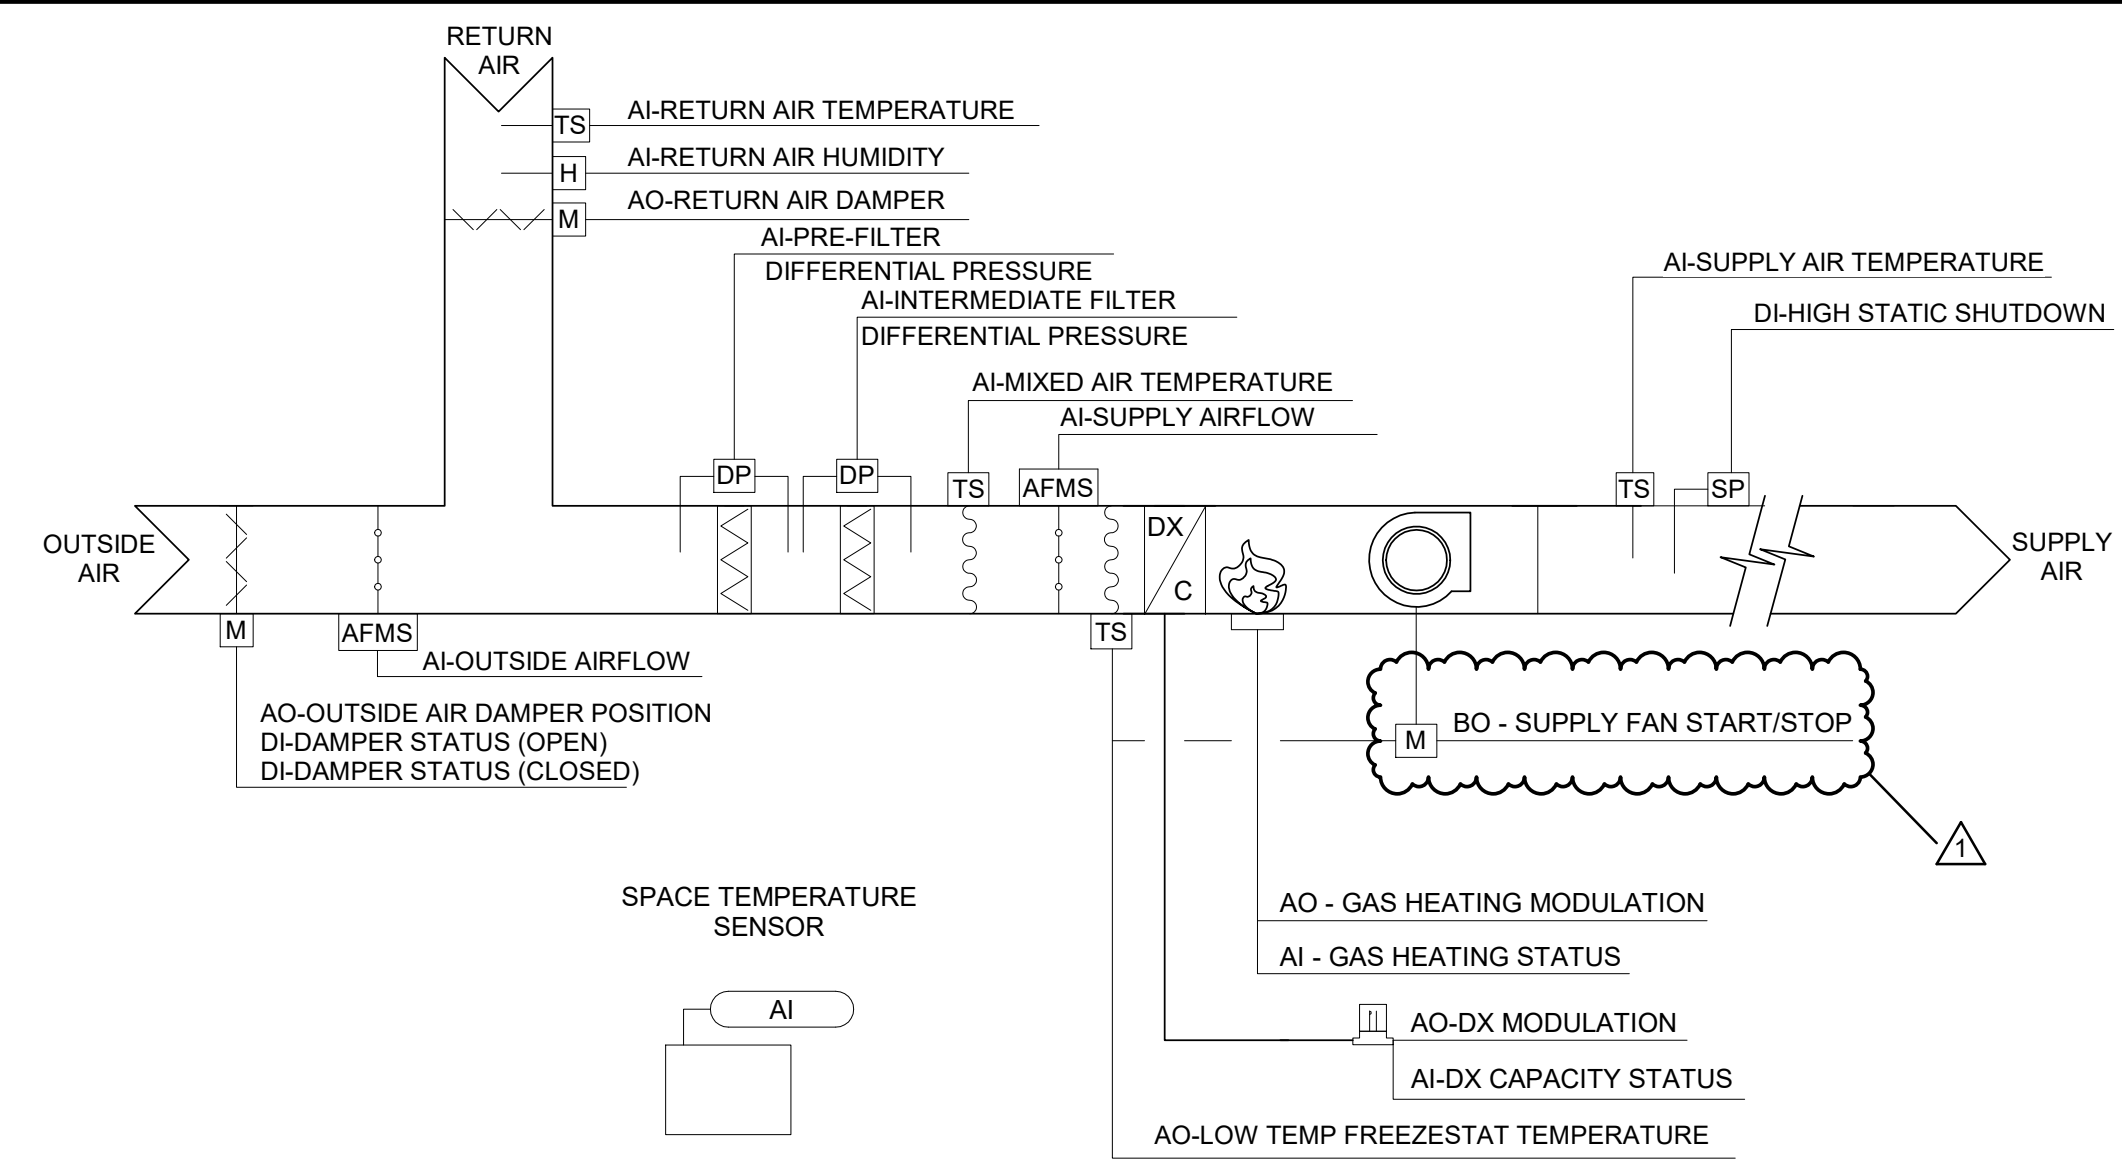 RETURN
AIR
TS
AI-RETURN AIR TEMPERATURE
H
AI-RETURN AIR HUMIDITY
M
AO-RETURN AIR DAMPER
AI-PRE-FILTER
DIFFERENTIAL PRESSURE
AI-INTERMEDIATE FILTER
DIFFERENTIAL PRESSURE
AI-SUPPLY AIR TEMPERATURE
DI-HIGH STATIC SHUTDOWN
AI-MIXED AIR TEMPERATURE
AI-SUPPLY AIRFLOW
DP
DP
TS
AFMS
TS
SP
OUTSIDE
AIR
DX
C
SUPPLY
AIR
M
AFMS
TS
AI-OUTSIDE AIRFLOW
AO-OUTSIDE AIR DAMPER POSITION
DI-DAMPER STATUS (OPEN)
DI-DAMPER STATUS (CLOSED)
M
BO - SUPPLY FAN START/STOP
1
SPACE TEMPERATURE
SENSOR
AI
AO - GAS HEATING MODULATION
AI - GAS HEATING STATUS
AO-DX MODULATION
AI-DX CAPACITY STATUS
AO-LOW TEMP FREEZESTAT TEMPERATURE